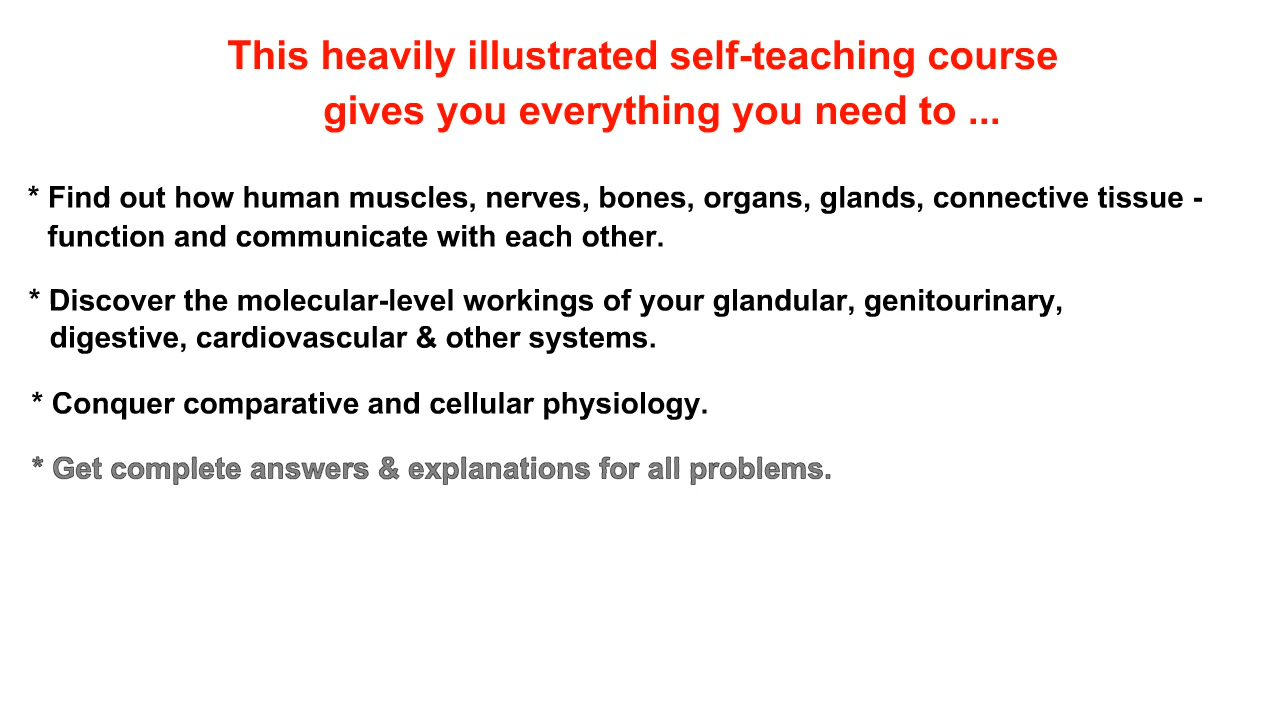 This heavily illustrated self-teaching course
gives you everything you need to ...
* Find out how human muscles, nerves, bones, organs, glands, connective tissue -
function and communicate with each other.
* Discover the molecular-level workings of your glandular, genitourinary,
digestive, cardiovascular & other systems.
* Conquer comparative and cellular physiology.
* Get complete answers & explanations for all problems.